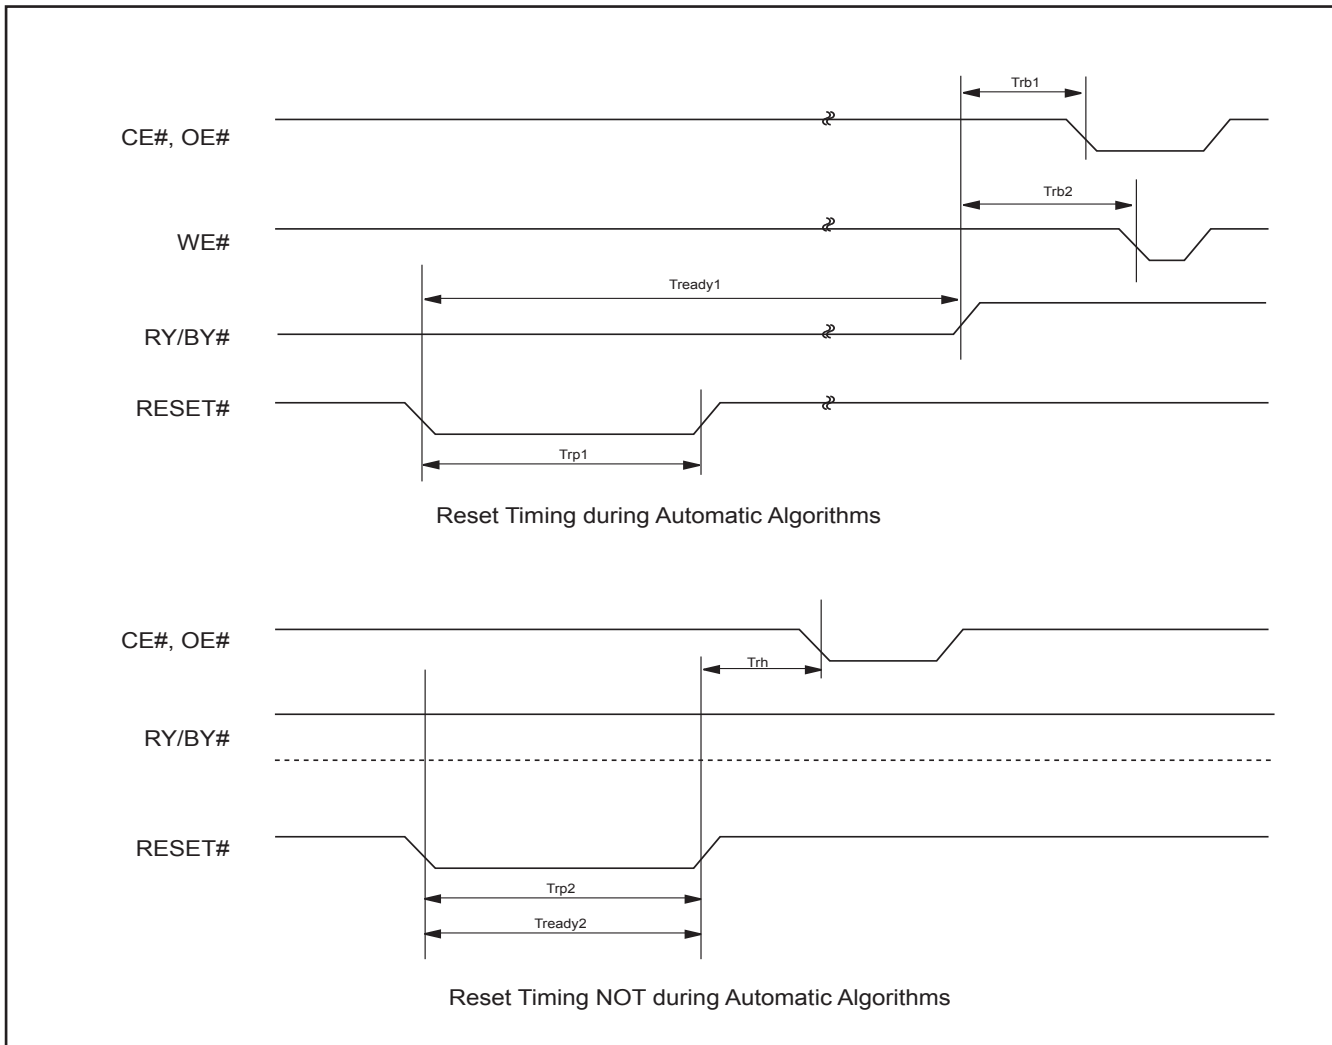 Trb1
CE#, OE#
Trb2
WE#
Tready1
RY/BY#
RESET#
Trp1
Reset Timing during Automatic Algorithms
CE#, OE#
Trh
RY/BY#
RESET#
Trp2
Tready2
Reset Timing NOT during Automatic Algorithms